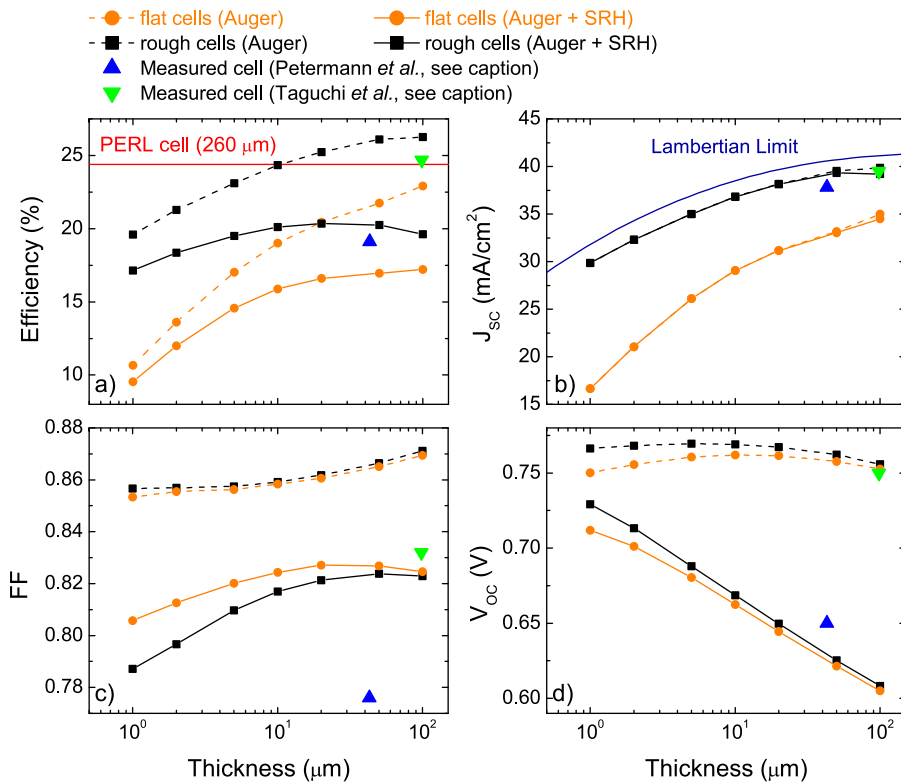 flat cells (Auger)
flat cells (Auger + SRH)
rough cells (Auger)
rough cells (Auger + SRH)
Measured cell (Petermann et al., see caption)
Measured cell (Taguchi et al., see caption)
PERL cell (260 μm)
25
20
15
10
Efficiency (%)
a)
Lambertian Limit
45
40
35
30
25
20
15
J_SC (mA/cm²)
b)
10⁰ 10¹ 10²
0.88
0.86
0.84
0.82
0.80
0.78
FF
c)
10⁰ 10¹ 10²
Thickness (μm)
0.75
0.70
0.65
0.60
V_OC (V)
d)
10⁰ 10¹ 10²
Thickness (μm)